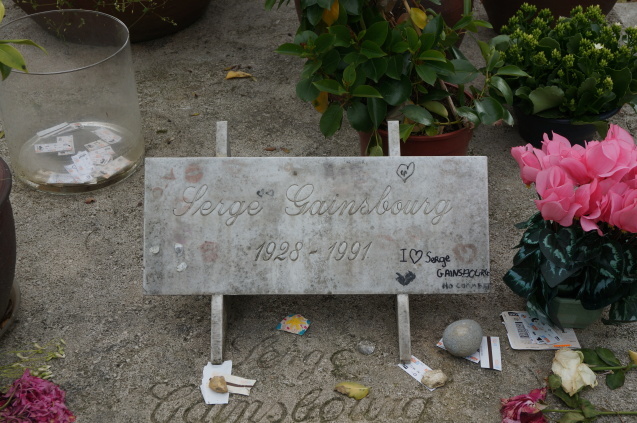 Serge Gainsbourg
1928 - 1991
I ♡ Serge
GAINSBOURG
Serge
Gainsbourg